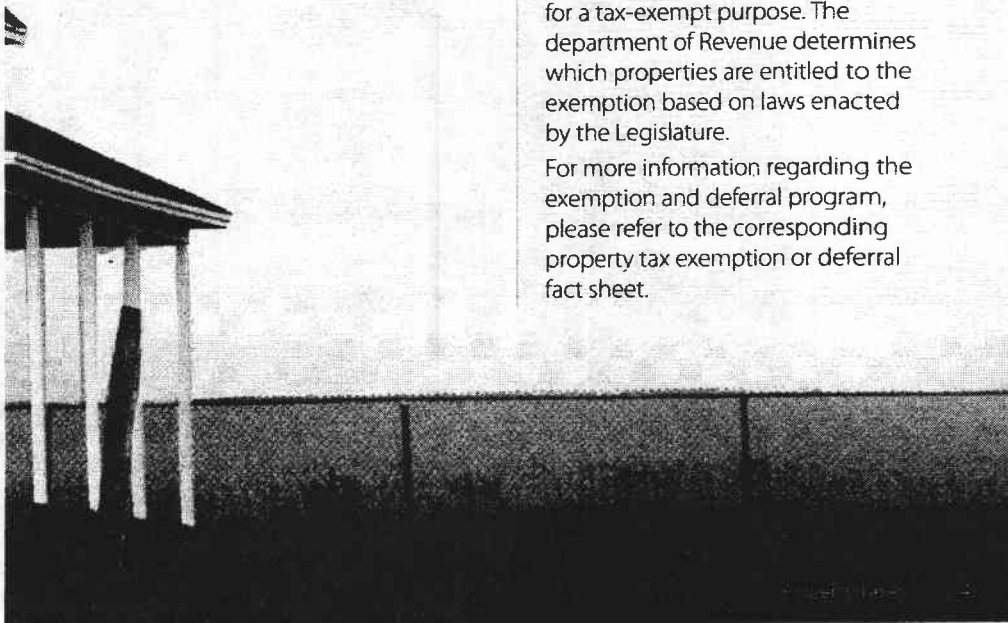 for a tax-exempt purpose. The
department of Revenue determines
which properties are entitled to the
exemption based on laws enacted
by the Legislature.
For more information regarding the
exemption and deferral program,
please refer to the corresponding
property tax exemption or deferral
fact sheet.